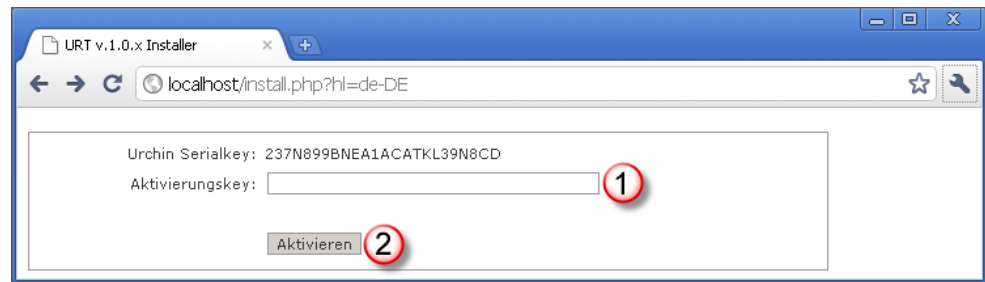 URT v.1.0.x Installer
localhost/install.php?hl=de-DE
Urchin Serialkey: 237N899BNEA1ACATKL39N8CD
Aktivierungskey: 1
Aktivieren 2